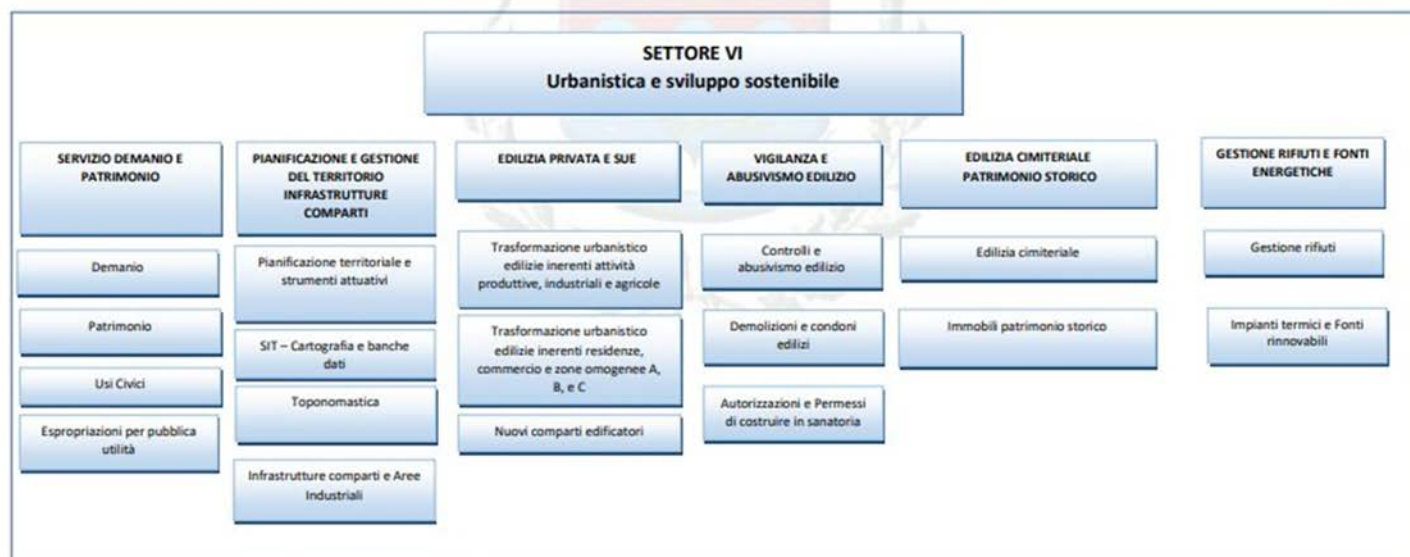 SETTORE VI
Urbanistica e sviluppo sostenibile
SERVIZIO DEMANIO E
PATRIMONIO
Demanio
Patrimonio
Usi Civici
Espropriazioni per pubblica
utilità
PIANIFICAZIONE E GESTIONE
DEL TERRITORIO
INFRASTRUTTURE
COMPARTI
Pianificazione territoriale e
strumenti attuativi
SIT – Cartografia e banche
dati
Toponomastica
Infrastrutture comparti e Aree
Industriali
EDILIZIA PRIVATA E SUE
Trasformazione urbanistico
edilizie inerenti attività
produttive, industriali e agricole
Trasformazione urbanistico
edilizie inerenti residenze,
commercio e zone omogenee A,
B, e C
Nuovi comparti edificatori
VIGILANZA E
ABUSIVISMO EDILIZIO
Controlli e
abusivismo edilizio
Demolizioni e condoni
edilizi
Autorizzazioni e Permessi
di costruire in sanatoria
EDILIZIA CIMITERIALE
PATRIMONIO STORICO
Edilizia cimiteriale
Immobili patrimonio storico
GESTIONE RIFIUTI E FONTI
ENERGETICHE
Gestione rifiuti
Impianti termici e Fonti
rinnovabili